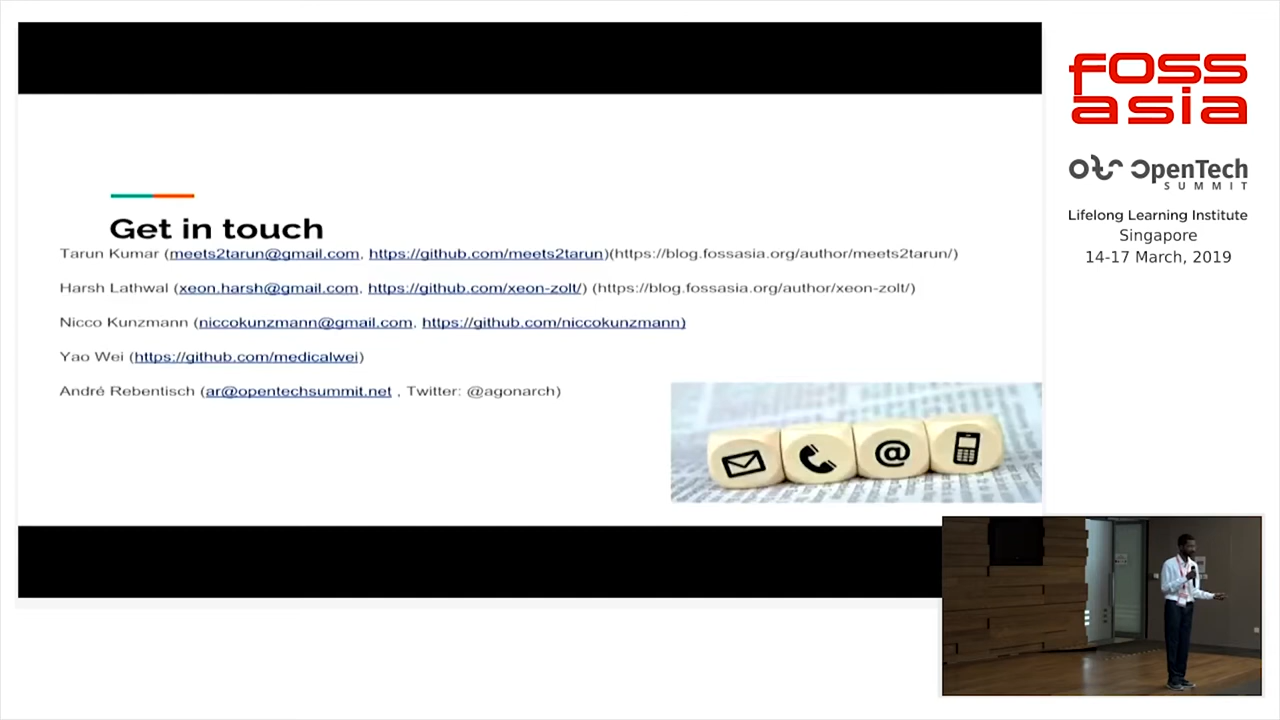 Get in touch
Tarun Kumar (meets2tarun@gmail.com, https://github.com/meets2tarun)(https://blog.fossasia.org/author/meets2tarun/)
Harsh Lathwal (xeon.harsh@gmail.com, https://github.com/xeon-zolt/) (https://blog.fossasia.org/author/xeon-zolt/)
Nicco Kunzmann (niccokunzmann@gmail.com, https://github.com/niccokunzmann)
Yao Wei (https://github.com/medicalwei)
André Rebentisch (ar@opentechsummit.net , Twitter: @agonarch)
@
fOSS
asia
OpenTech
SUMMIT
Lifelong Learning Institute
Singapore
14-17 March, 2019